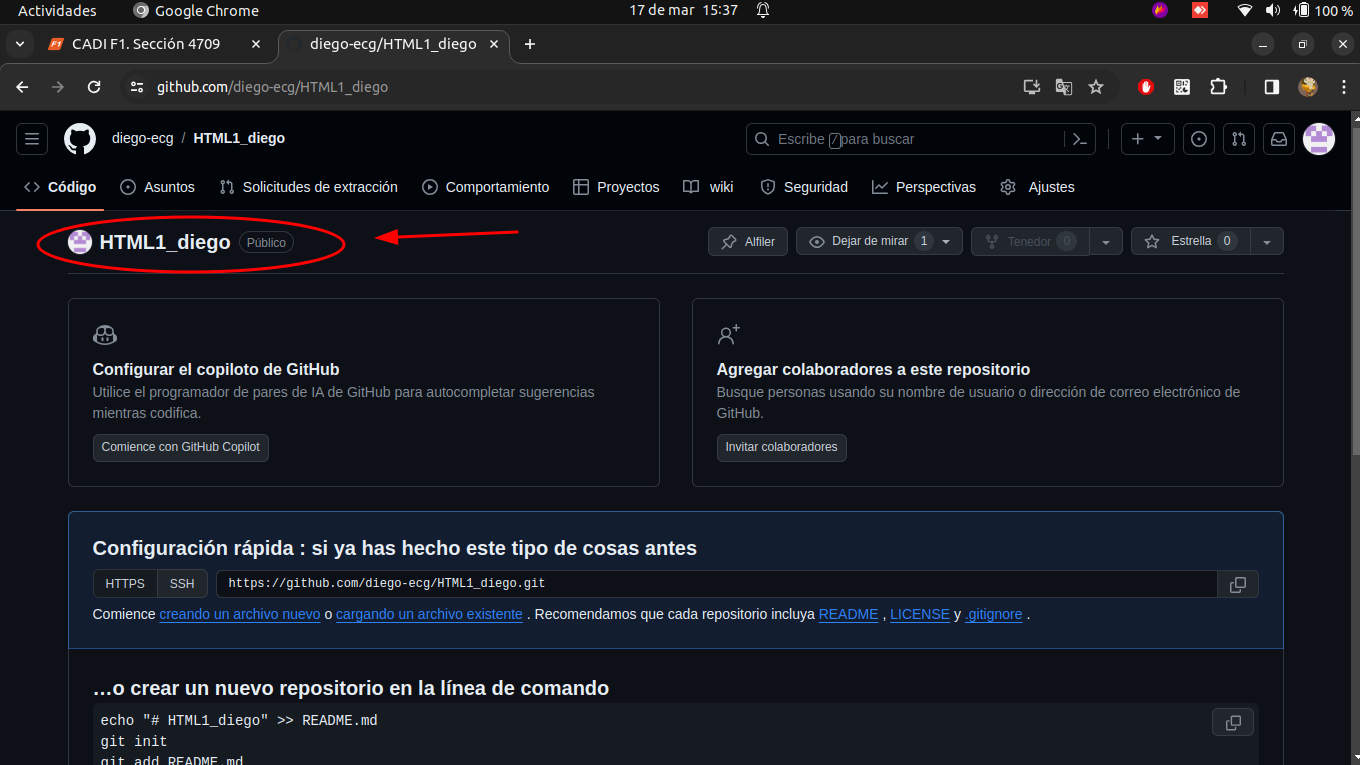 Actividades Google Chrome 17 de mar 15:37 100 %
CADI F1. Sección 4709 diego-ecg/HTML1_diego
github.com/diego-ecg/HTML1_diego
diego-ecg / HTML1_diego Escribe / para buscar
Código Asuntos Solicitudes de extracción Comportamiento Proyectos wiki Seguridad Perspectivas Ajustes
HTML1_diego Público Alfiler Dejar de mirar 1 Tenedor 0 Estrella 0
Configurar el copiloto de GitHub
Utilice el programador de pares de IA de GitHub para autocompletar sugerencias
mientras codifica.
Comience con GitHub Copilot
Agregar colaboradores a este repositorio
Busque personas usando su nombre de usuario o dirección de correo electrónico de
GitHub.
Invitar colaboradores
Configuración rápida : si ya has hecho este tipo de cosas antes
HTTPS SSH https://github.com/diego-ecg/HTML1_diego.git
Comience creando un archivo nuevo o cargando un archivo existente . Recomendamos que cada repositorio incluya README , LICENSE y .gitignore .
…o crear un nuevo repositorio en la línea de comando
echo "# HTML1_diego" >> README.md
git init
git add README.md